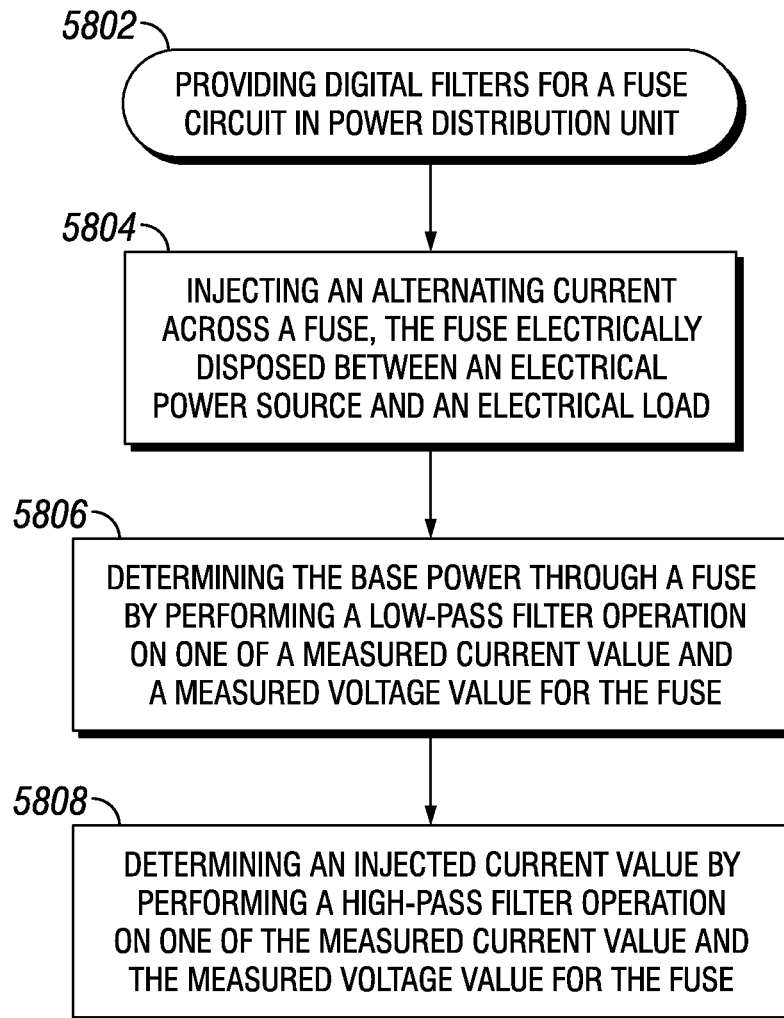 5802
PROVIDING DIGITAL FILTERS FOR A FUSE
CIRCUIT IN POWER DISTRIBUTION UNIT
5804
INJECTING AN ALTERNATING CURRENT
ACROSS A FUSE, THE FUSE ELECTRICALLY
DISPOSED BETWEEN AN ELECTRICAL
POWER SOURCE AND AN ELECTRICAL LOAD
5806
DETERMINING THE BASE POWER THROUGH A FUSE
BY PERFORMING A LOW-PASS FILTER OPERATION
ON ONE OF A MEASURED CURRENT VALUE AND
A MEASURED VOLTAGE VALUE FOR THE FUSE
5808
DETERMINING AN INJECTED CURRENT VALUE BY
PERFORMING A HIGH-PASS FILTER OPERATION
ON ONE OF THE MEASURED CURRENT VALUE AND
THE MEASURED VOLTAGE VALUE FOR THE FUSE